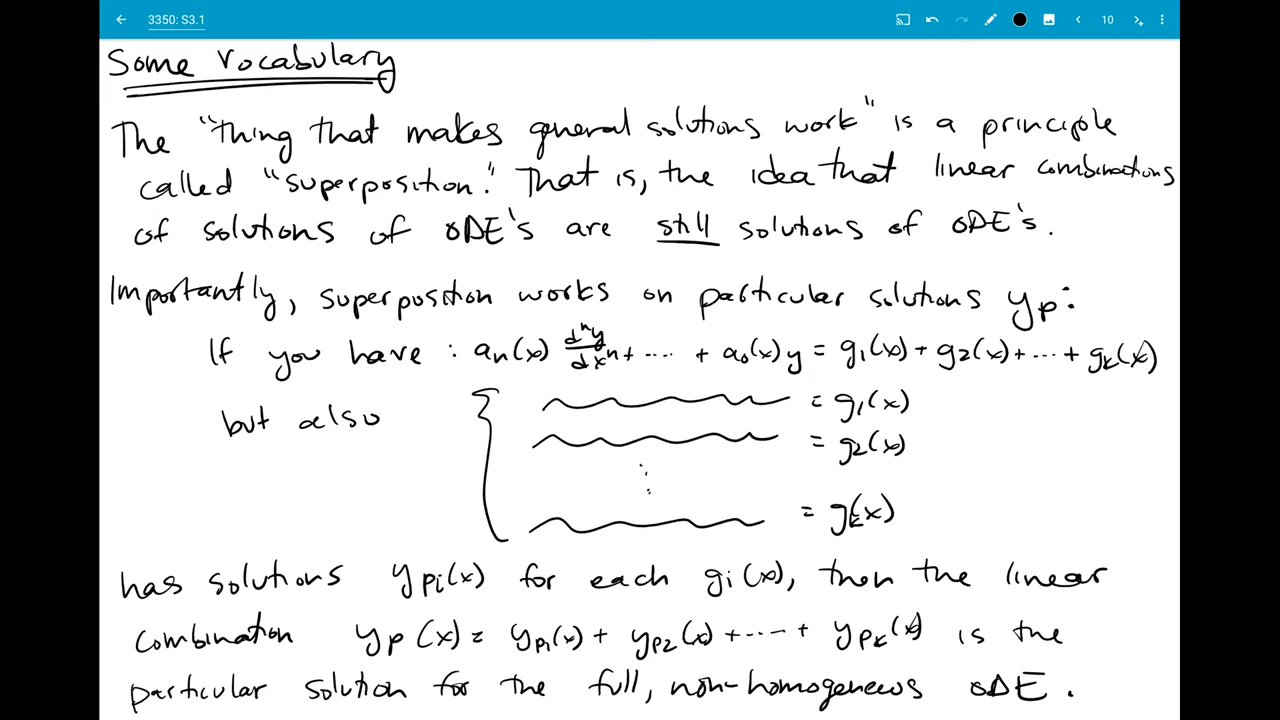 3350: S3.1
10
Some Vocabulary
The "thing that makes general solutions work" is a principle
called "superposition." That is, the idea that linear combinations
of solutions of ODE's are still solutions of ODE's.
Importantly, superposition works on particular solutions yp:
If you have : an(x) dⁿy/dxⁿ + ···· + a0(x)y = g1(x) + g2(x) + ··· + gk(x)
but also
= g1(x)
= g2(x)
= gk(x)
has solutions ypi(x) for each gi(x), then the linear
combination yp(x) = yp1(x) + yp2(x) + ···· + ypk(x) is the
particular solution for the full, non-homogeneous ODE.